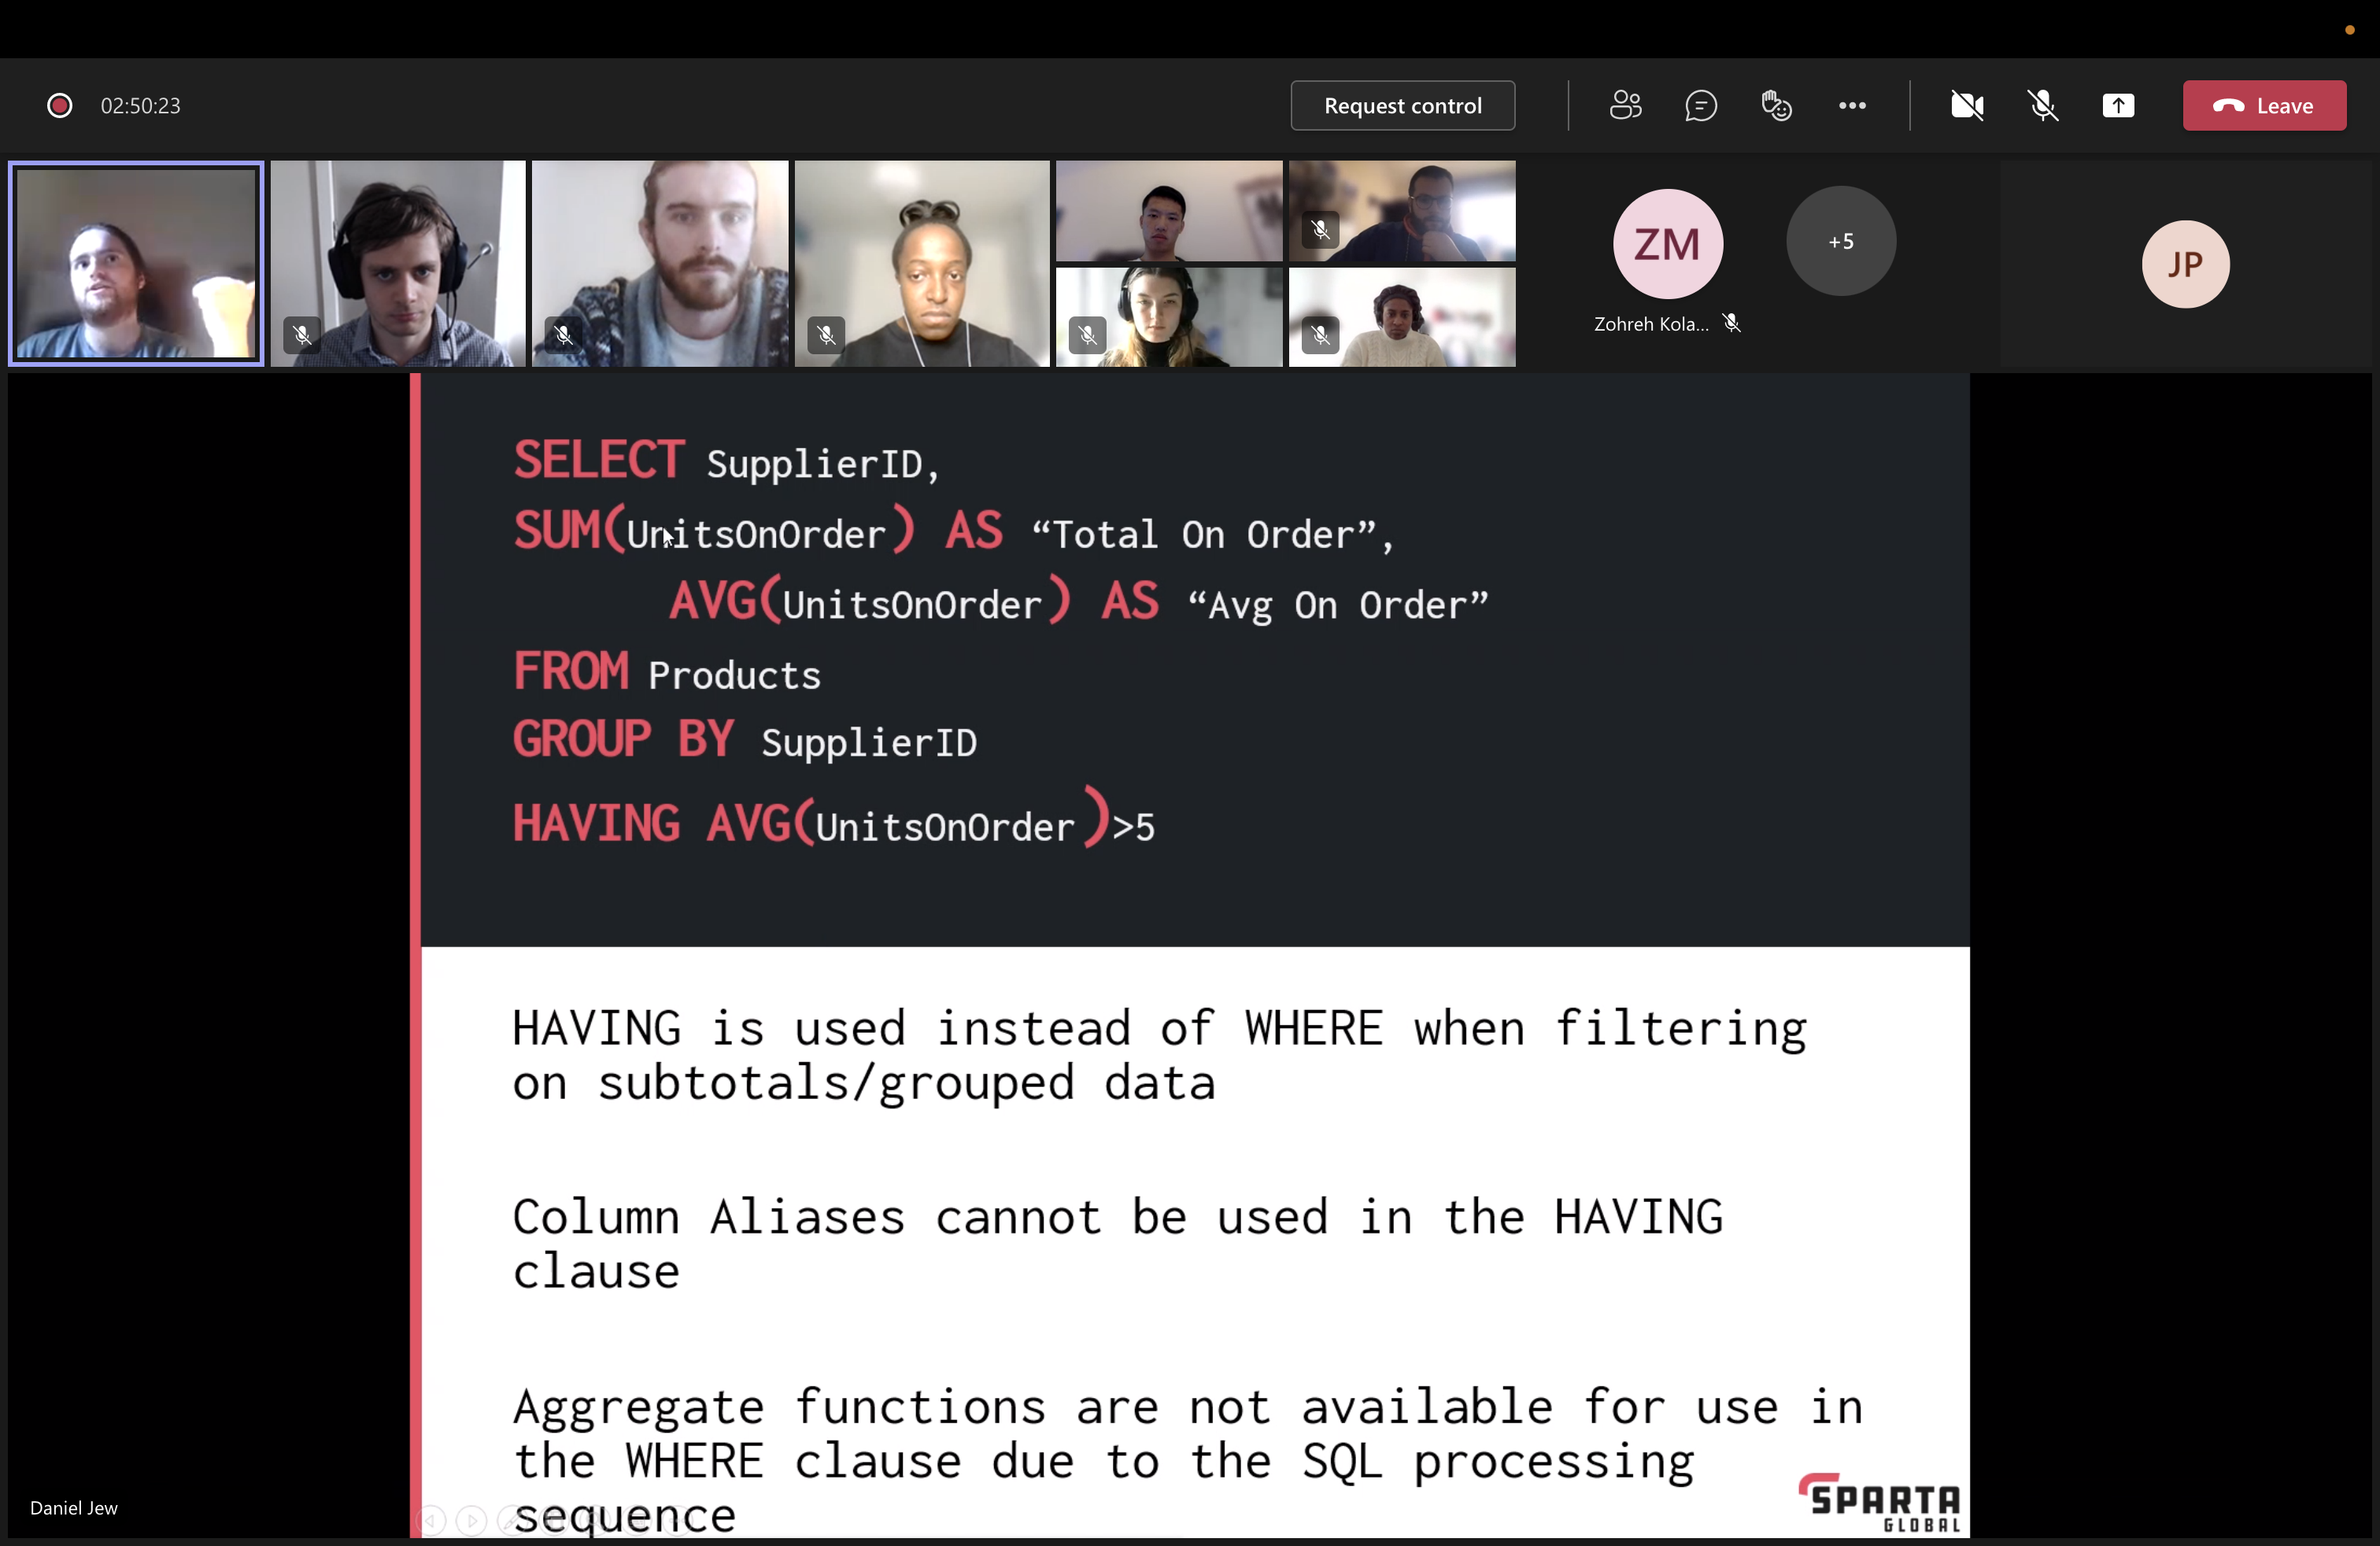 02:50:23
Request control
Leave
ZM
+5
JP
Zohreh Kola...
SELECT SupplierID,
SUM(UnitsOnOrder) AS “Total On Order”,
AVG(UnitsOnOrder) AS “Avg On Order”
FROM Products
GROUP BY SupplierID
HAVING AVG(UnitsOnOrder)>5
HAVING is used instead of WHERE when filtering
on subtotals/grouped data
Column Aliases cannot be used in the HAVING
clause
Aggregate functions are not available for use in
the WHERE clause due to the SQL processing
sequence
SPARTA
GLOBAL
Daniel Jew